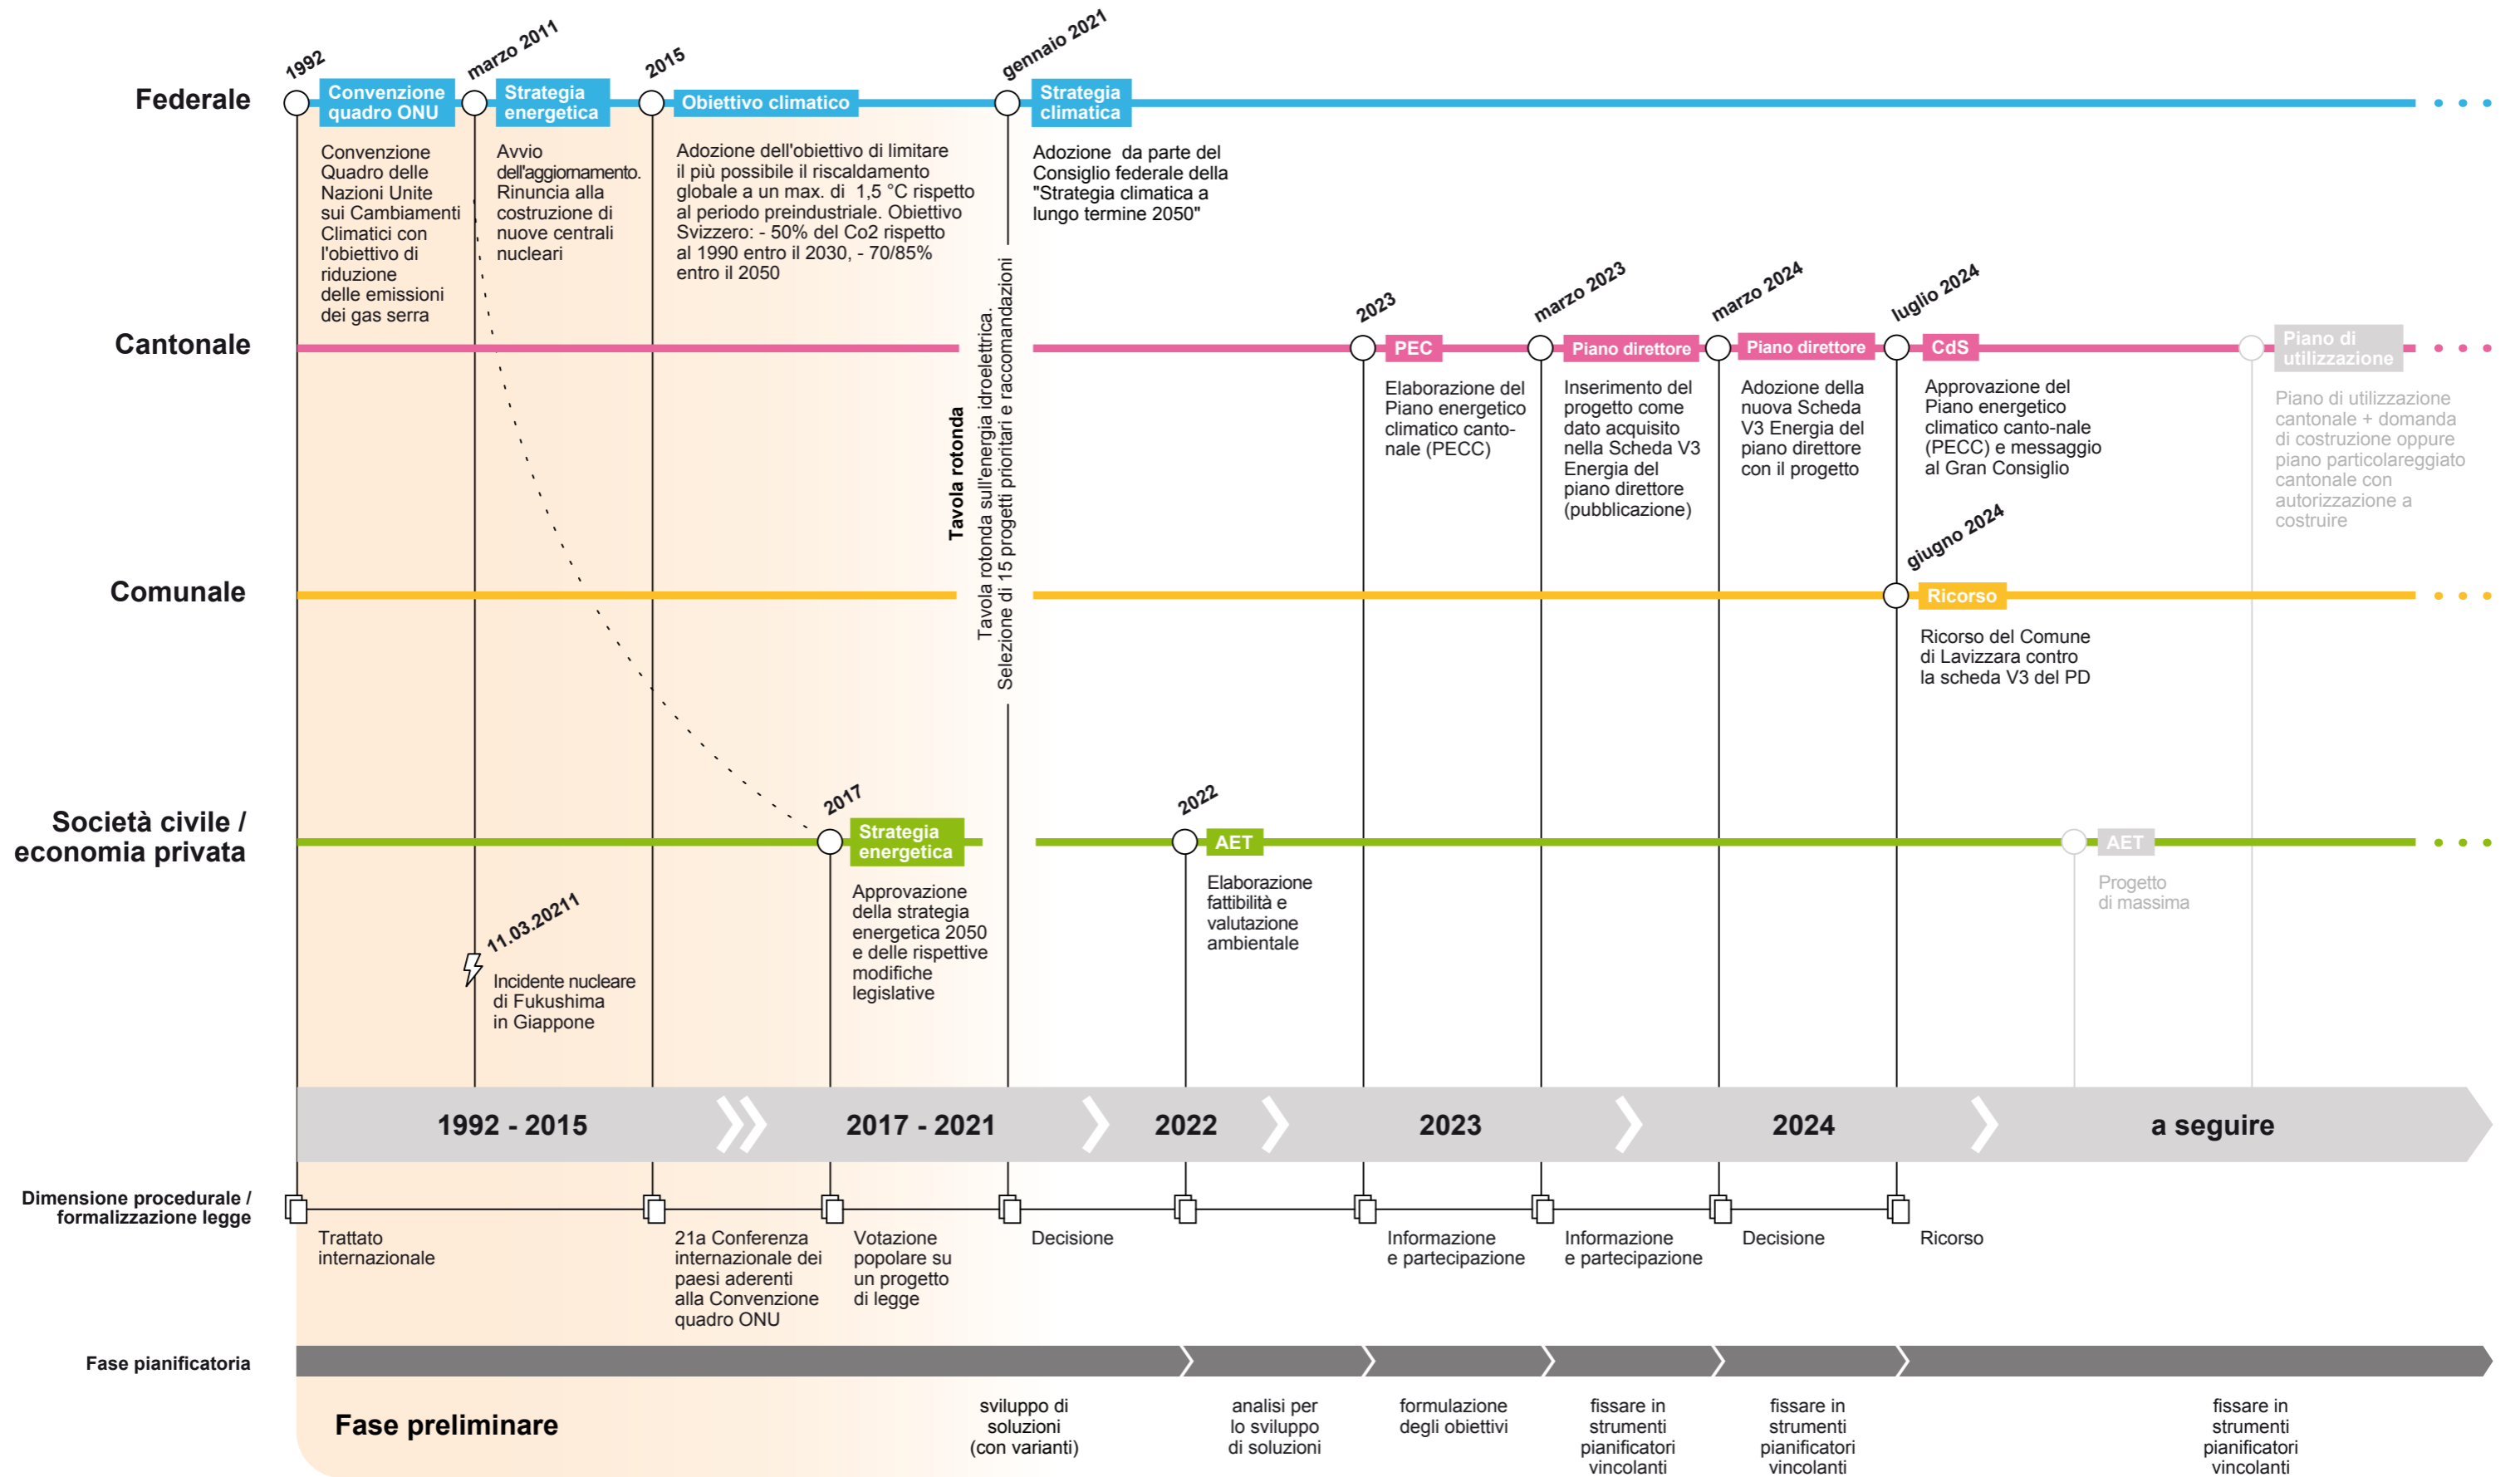 1992
marzo 2011
2015
gennaio 2021
Federale
Convenzione
quadro ONU
Strategia
energetica
Obiettivo climatico
Strategia
climatica
Convenzione
Quadro delle
Nazioni Unite
sui Cambiamenti
Climatici con
l'obiettivo di
riduzione
delle emissioni
dei gas serra
Avvio
dell'aggiornamento.
Rinuncia alla
costruzione di
nuove centrali
nucleari
Adozione dell'obiettivo di limitare
il più possibile il riscaldamento
globale a un max. di 1,5 °C rispetto
al periodo preindustriale. Obiettivo
Svizzero: - 50% del Co2 rispetto
al 1990 entro il 2030, - 70/85%
entro il 2050
Adozione da parte del
Consiglio federale della
"Strategia climatica a
lungo termine 2050"
Tavola rotonda
Tavola rotonda sull'energia idroelettrica.
Selezione di 15 progetti prioritari e raccomandazioni
2023
marzo 2023
marzo 2024
luglio 2024
Cantonale
PEC
Piano direttore
Piano direttore
CdS
Piano di
utilizzazione
Elaborazione del
Piano energetico
climatico canto-
nale (PECC)
Inserimento del
progetto come
dato acquisito
nella Scheda V3
Energia del
piano direttore
(pubblicazione)
Adozione della
nuova Scheda
V3 Energia del
piano direttore
con il progetto
Approvazione del
Piano energetico
climatico canto-nale
(PECC) e messaggio
al Gran Consiglio
Piano di utilizzazione
cantonale + domanda
di costruzione oppure
piano particolareggiato
cantonale con
autorizzazione a
costruire
giugno 2024
Comunale
Ricorso
Ricorso del Comune
di Lavizzara contro
la scheda V3 del PD
2017
2022
Società civile /
economia privata
Strategia
energetica
AET
AET
Approvazione
della strategia
energetica 2050
e delle rispettive
modifiche
legislative
Elaborazione
fattibilità e
valutazione
ambientale
Progetto
di massima
11.03.20211
Incidente nucleare
di Fukushima
in Giappone
1992 - 2015
2017 - 2021
2022
2023
2024
a seguire
Dimensione procedurale /
formalizzazione legge
Trattato
internazionale
21a Conferenza
internazionale dei
paesi aderenti
alla Convenzione
quadro ONU
Votazione
popolare su
un progetto
di legge
Decisione
Informazione
e partecipazione
Informazione
e partecipazione
Decisione
Ricorso
Fase pianificatoria
Fase preliminare
sviluppo di
soluzioni
(con varianti)
analisi per
lo sviluppo
di soluzioni
formulazione
degli obiettivi
fissare in
strumenti
pianificatori
vincolanti
fissare in
strumenti
pianificatori
vincolanti
fissare in
strumenti
pianificatori
vincolanti